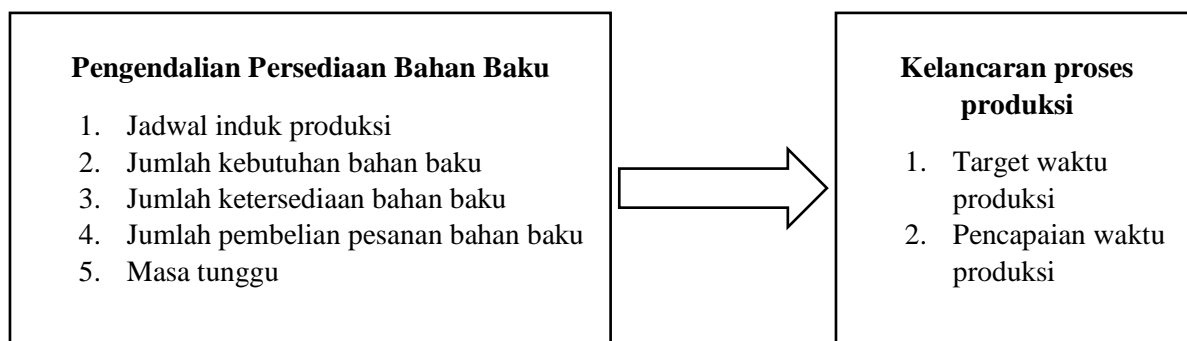 Pengendalian Persediaan Bahan Baku
1. Jadwal induk produksi
2. Jumlah kebutuhan bahan baku
3. Jumlah ketersediaan bahan baku
4. Jumlah pembelian pesanan bahan baku
5. Masa tunggu
Kelancaran proses
produksi
1. Target waktu
produksi
2. Pencapaian waktu
produksi